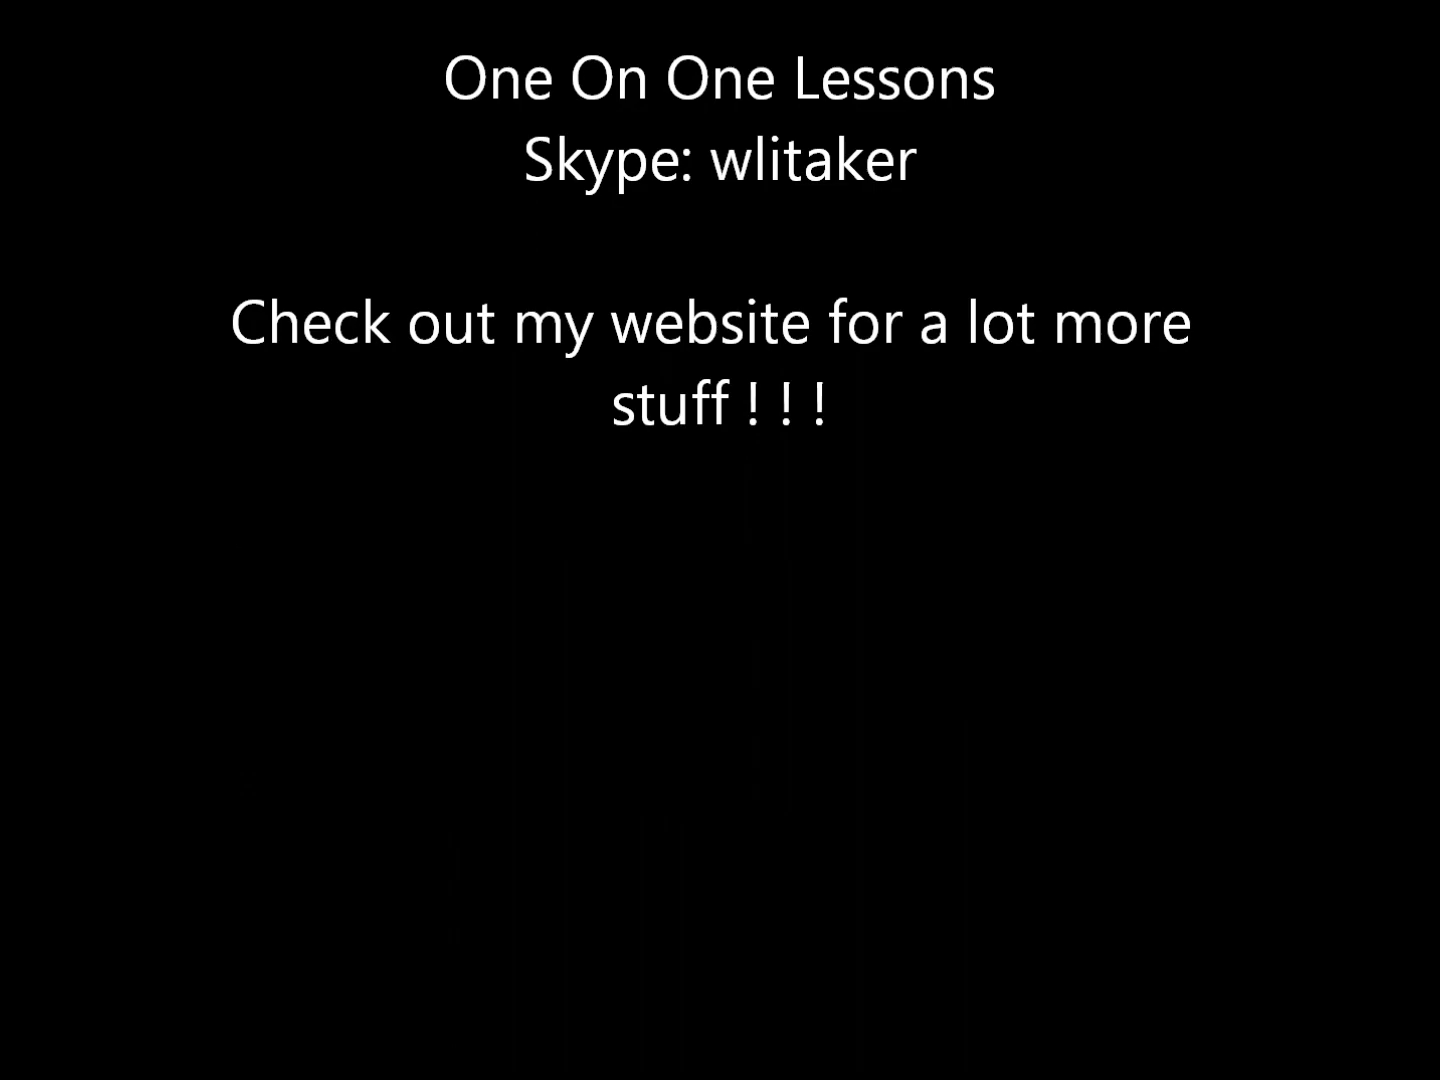 One On One Lessons
Skype: wlitaker
Check out my website for a lot more
stuff ! ! !